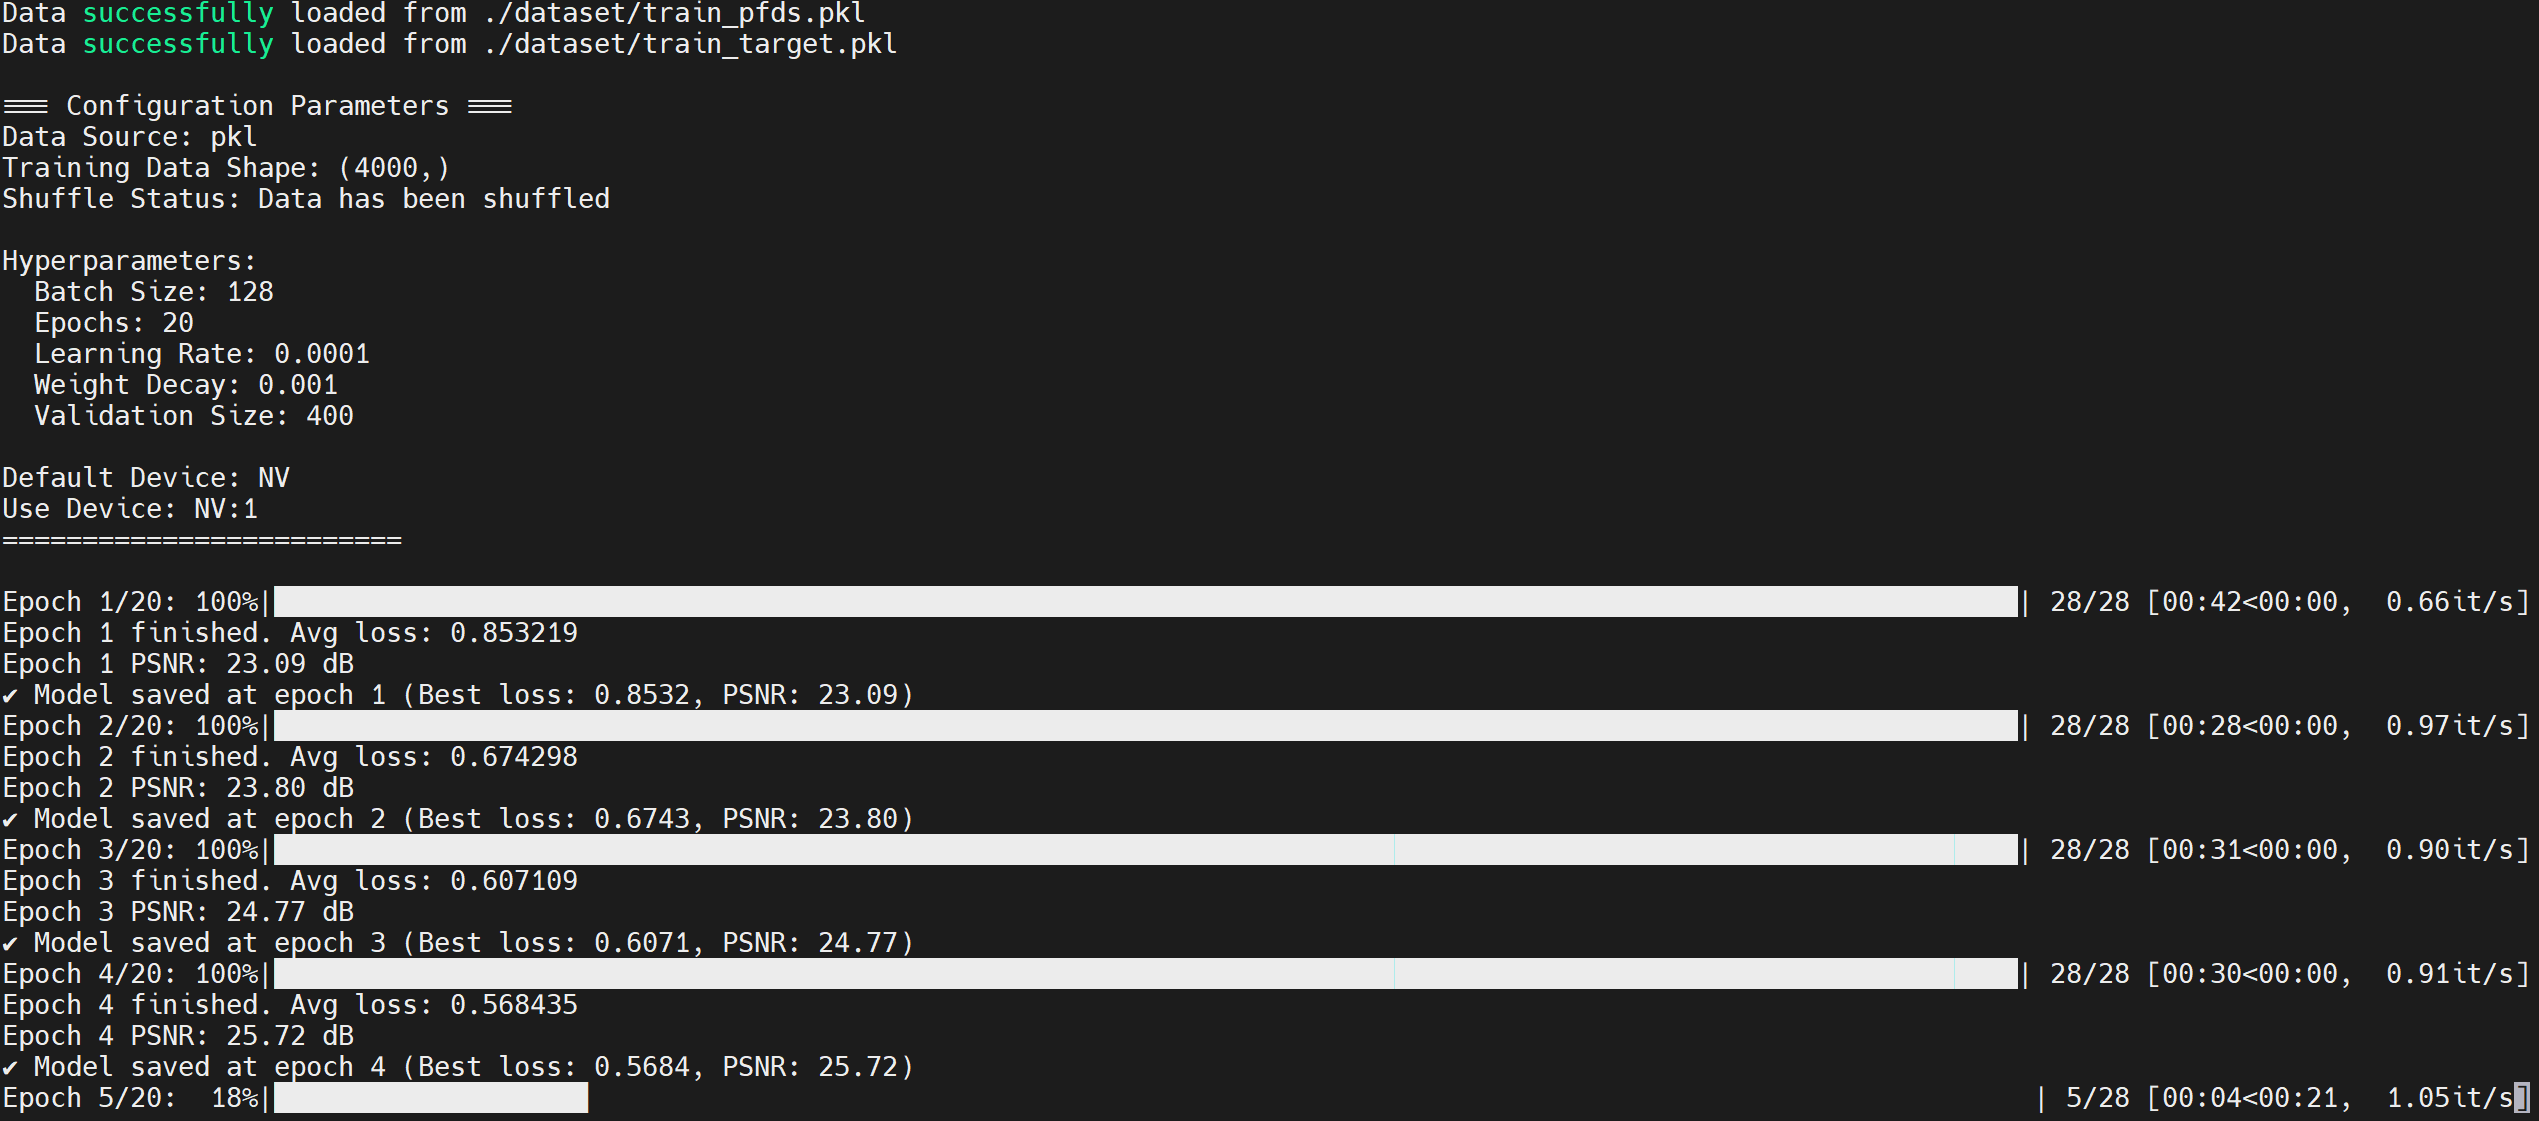 Data successfully loaded from ./dataset/train_pfds.pkl
Data successfully loaded from ./dataset/train_target.pkl
=== Configuration Parameters ===
Data Source: pkl
Training Data Shape: (4000,)
Shuffle Status: Data has been shuffled
Hyperparameters:
Batch Size: 128
Epochs: 20
Learning Rate: 0.0001
Weight Decay: 0.001
Validation Size: 400
Default Device: NV
Use Device: NV:1
=========================
Epoch 1/20: 100%|██████████| 28/28 [00:42<00:00,  0.66it/s]
Epoch 1 finished. Avg loss: 0.853219
Epoch 1 PSNR: 23.09 dB
✔ Model saved at epoch 1 (Best loss: 0.8532, PSNR: 23.09)
Epoch 2/20: 100%|██████████| 28/28 [00:28<00:00,  0.97it/s]
Epoch 2 finished. Avg loss: 0.674298
Epoch 2 PSNR: 23.80 dB
✔ Model saved at epoch 2 (Best loss: 0.6743, PSNR: 23.80)
Epoch 3/20: 100%|██████████| 28/28 [00:31<00:00,  0.90it/s]
Epoch 3 finished. Avg loss: 0.607109
Epoch 3 PSNR: 24.77 dB
✔ Model saved at epoch 3 (Best loss: 0.6071, PSNR: 24.77)
Epoch 4/20: 100%|██████████| 28/28 [00:30<00:00,  0.91it/s]
Epoch 4 finished. Avg loss: 0.568435
Epoch 4 PSNR: 25.72 dB
✔ Model saved at epoch 4 (Best loss: 0.5684, PSNR: 25.72)
Epoch 5/20:  18%|██        | 5/28 [00:04<00:21,  1.05it/s]